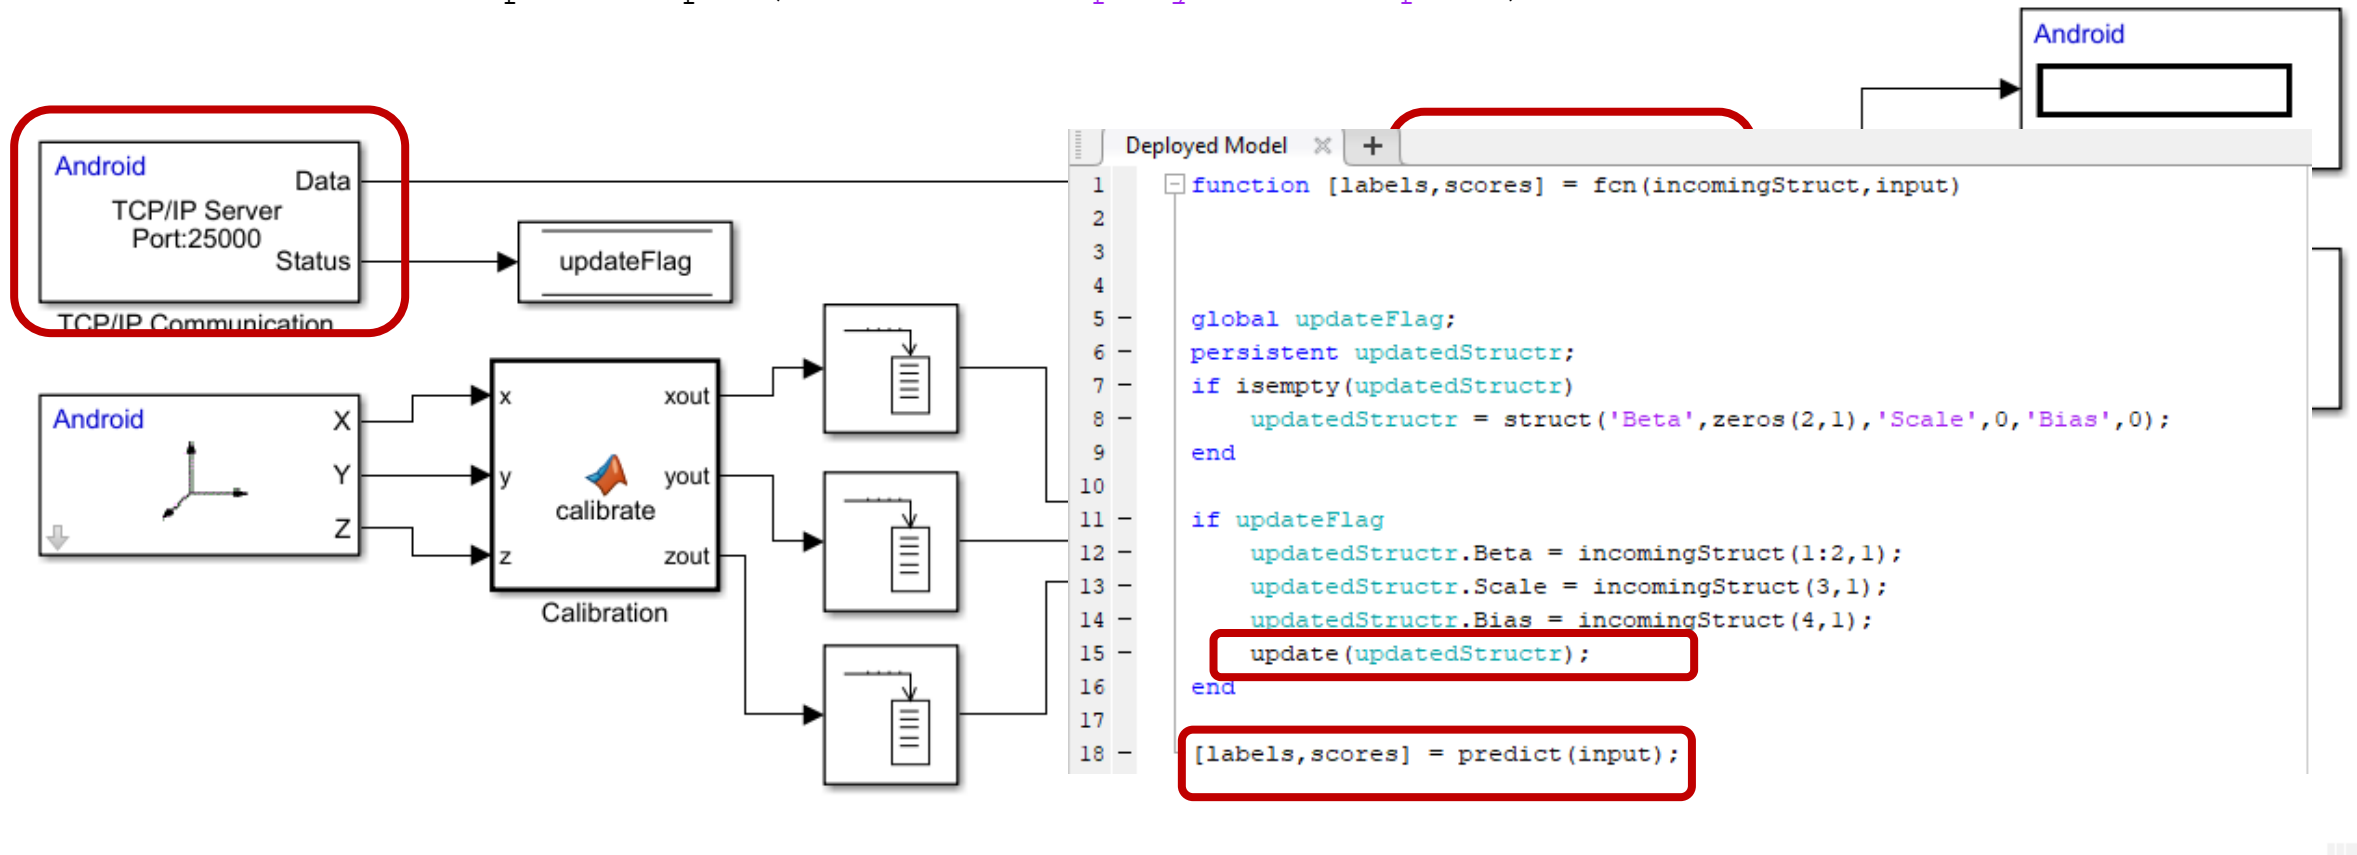 Android
Data
TCP/IP Server
Port:25000
Status
TCP/IP Communication
updateFlag
Android
X
Y
Z
x
y
z
xout
yout
zout
calibrate
Calibration
Android
Deployed Model
1 function [labels,scores] = fcn(incomingStruct,input)
2
3
4
5 global updateFlag;
6 persistent updatedStructr;
7 if isempty(updatedStructr)
8 updatedStructr = struct('Beta',zeros(2,1),'Scale',0,'Bias',0);
9 end
10
11 if updateFlag
12 updatedStructr.Beta = incomingStruct(1:2,1);
13 updatedStructr.Scale = incomingStruct(3,1);
14 updatedStructr.Bias = incomingStruct(4,1);
15 update(updatedStructr);
16 end
17
18 [labels,scores] = predict(input);